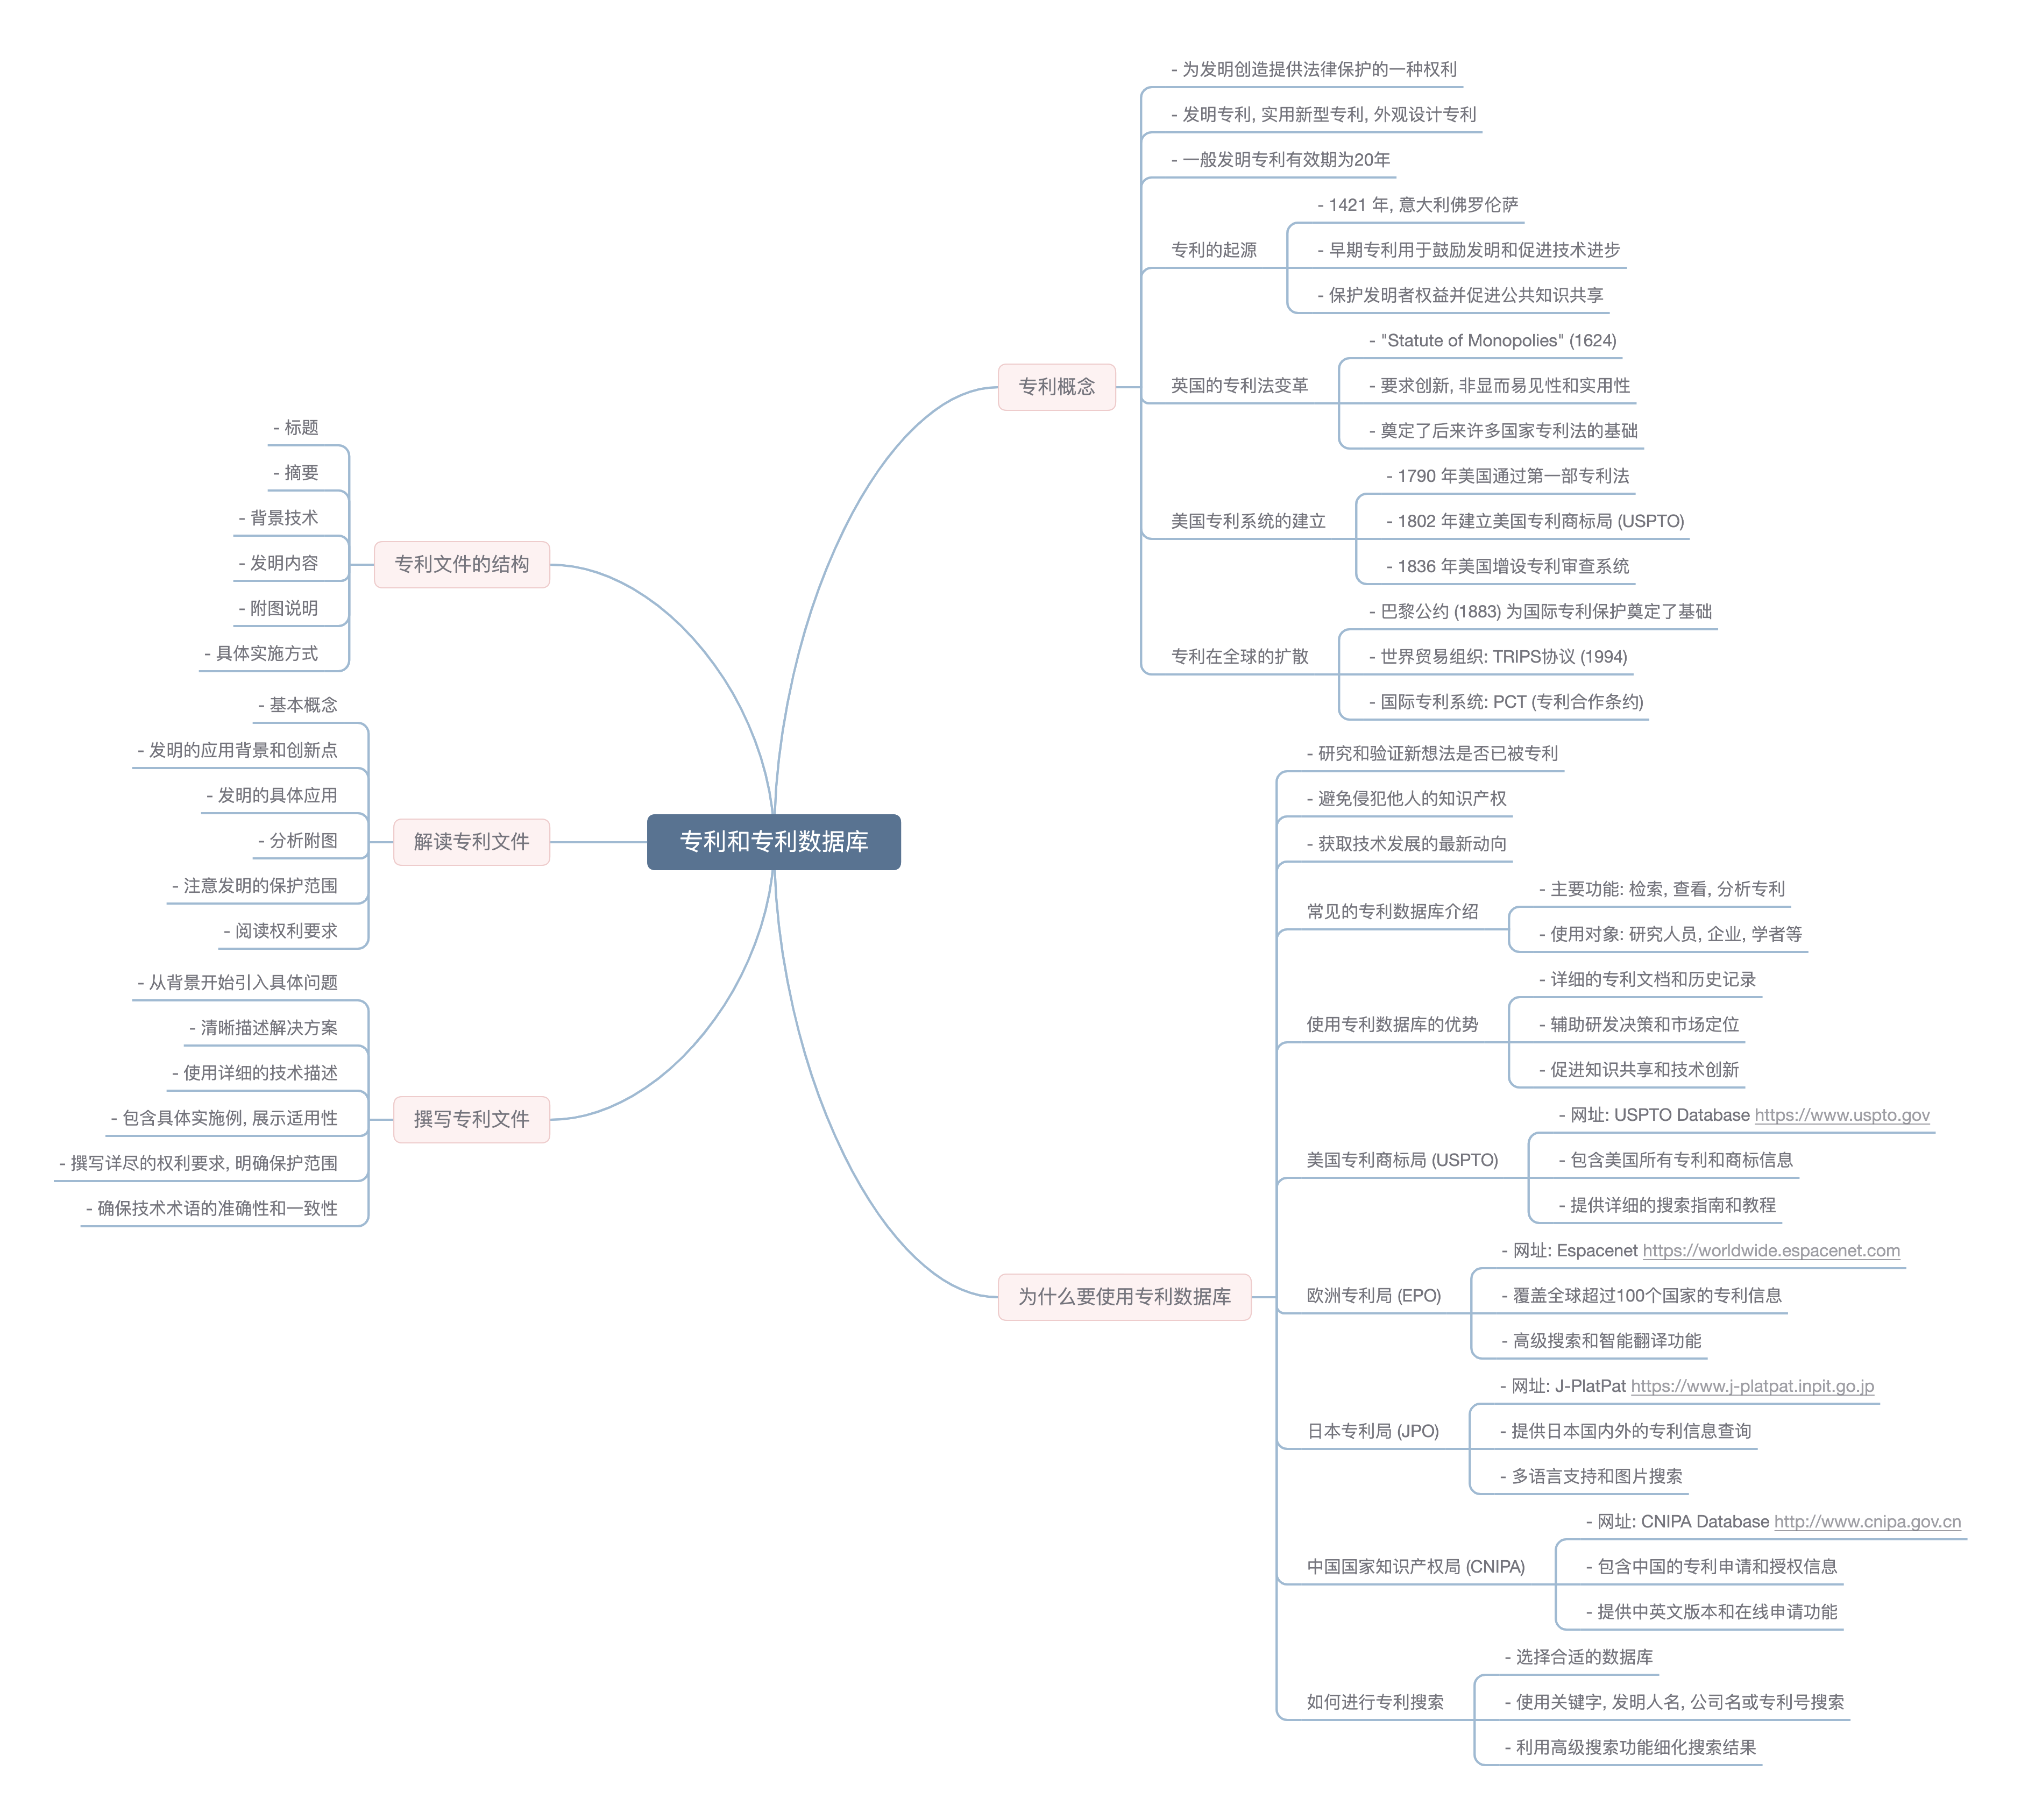 专利和专利数据库
专利概念
- 为发明创造提供法律保护的一种权利
- 发明专利, 实用新型专利, 外观设计专利
- 一般发明专利有效期为20年
专利的起源
- 1421 年, 意大利佛罗伦萨
- 早期专利用于鼓励发明和促进技术进步
- 保护发明者权益并促进公共知识共享
英国的专利法变革
- "Statute of Monopolies" (1624)
- 要求创新, 非显而易见性和实用性
- 奠定了后来许多国家专利法的基础
美国专利系统的建立
- 1790 年美国通过第一部专利法
- 1802 年建立美国专利商标局 (USPTO)
- 1836 年美国增设专利审查系统
专利在全球的扩散
- 巴黎公约 (1883) 为国际专利保护奠定了基础
- 世界贸易组织: TRIPS协议 (1994)
- 国际专利系统: PCT (专利合作条约)
为什么要使用专利数据库
- 研究和验证新想法是否已被专利
- 避免侵犯他人的知识产权
- 获取技术发展的最新动向
常见的专利数据库介绍
- 主要功能: 检索, 查看, 分析专利
- 使用对象: 研究人员, 企业, 学者等
使用专利数据库的优势
- 详细的专利文档和历史记录
- 辅助研发决策和市场定位
- 促进知识共享和技术创新
美国专利商标局 (USPTO)
- 网址: USPTO Database https://www.uspto.gov
- 包含美国所有专利和商标信息
- 提供详细的搜索指南和教程
欧洲专利局 (EPO)
- 网址: Espacenet https://worldwide.espacenet.com
- 覆盖全球超过100个国家的专利信息
- 高级搜索和智能翻译功能
日本专利局 (JPO)
- 网址: J-PlatPat https://www.j-platpat.inpit.go.jp
- 提供日本国内外的专利信息查询
- 多语言支持和图片搜索
中国国家知识产权局 (CNIPA)
- 网址: CNIPA Database http://www.cnipa.gov.cn
- 包含中国的专利申请和授权信息
- 提供中英文版本和在线申请功能
如何进行专利搜索
- 选择合适的数据库
- 使用关键字, 发明人名, 公司名或专利号搜索
- 利用高级搜索功能细化搜索结果
专利文件的结构
- 标题
- 摘要
- 背景技术
- 发明内容
- 附图说明
- 具体实施方式
解读专利文件
- 基本概念
- 发明的应用背景和创新点
- 发明的具体应用
- 分析附图
- 注意发明的保护范围
- 阅读权利要求
撰写专利文件
- 从背景开始引入具体问题
- 清晰描述解决方案
- 使用详细的技术描述
- 包含具体实施例, 展示适用性
- 撰写详尽的权利要求, 明确保护范围
- 确保技术术语的准确性和一致性